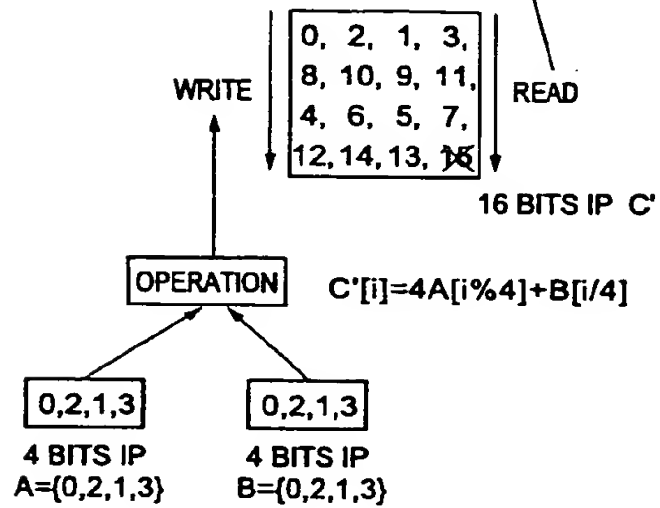 0, 2, 1, 3,
8, 10, 9, 11,
4, 6, 5, 7,
12, 14, 13, 15
WRITE
READ
16 BITS IP C'
OPERATION
C'[i]=4A[i%4]+B[i/4]
0,2,1,3
0,2,1,3
4 BITS IP
A={0,2,1,3}
4 BITS IP
B={0,2,1,3}